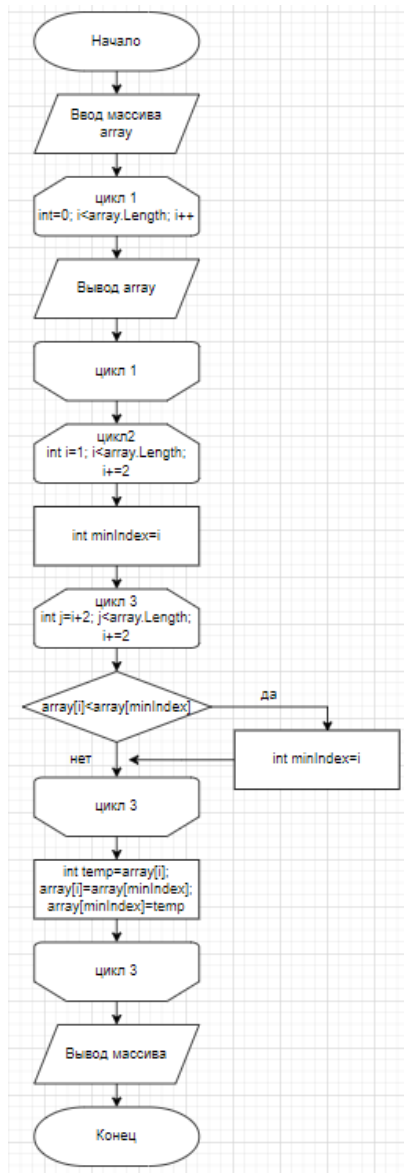 Начало
Ввод массива
array
цикл 1
int=0; i<array.Length; i++
Вывод array
цикл 1
цикл2
int i=1; i<array.Length;
i+=2
int minIndex=i
цикл 3
int j=i+2; j<array.Length;
i+=2
array[i]<array[minIndex]
да
int minIndex=i
нет
цикл 3
int temp=array[i];
array[i]=array[minIndex];
array[minIndex]=temp
цикл 3
Вывод массива
Конец